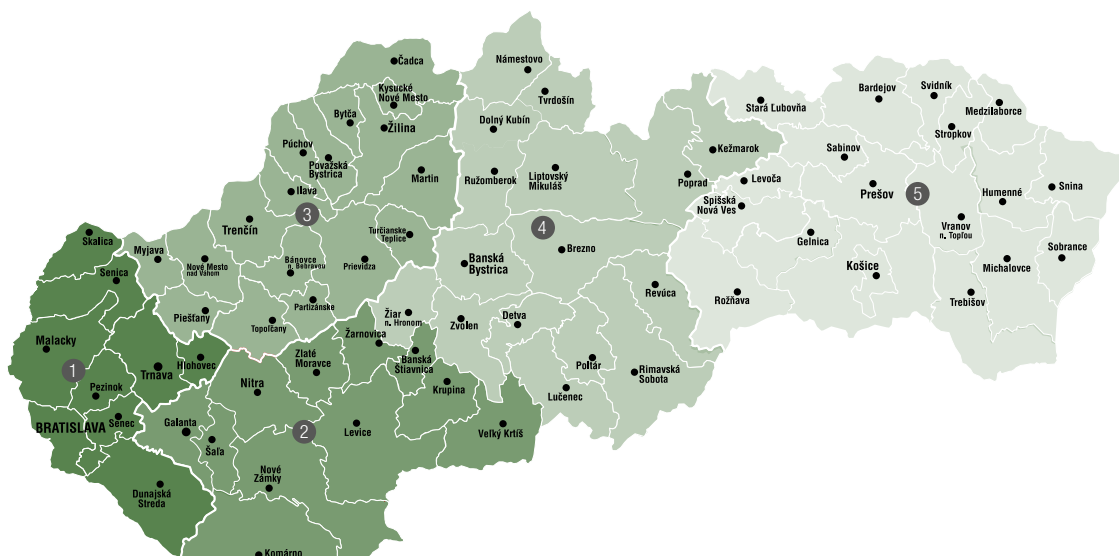 Čadca
Kysucké
Nové Mesto
Bytča
Žilina
Púchov
Považská
Bystrica
Ilava
Martin
3
Trenčín
Turčianske
Teplice
Myjava
Nové Mesto
nad Váhom
Bánovce
n. Bebravou
Prievidza
Piešťany
Topoľčany
Partizánske
Námestovo
Tvrdošín
Dolný Kubín
Ružomberok
Liptovský
Mikuláš
Kežmarok
Poprad
4
Brezno
Banská
Bystrica
Revúca
Žiar
n. Hronom
Zvolen
Detva
Poltár
Rimavská
Sobota
Lučenec
Stará Lubovňa
Bardejov
Svidník
Medzilaborce
Stropkov
Sabinov
Levoča
Prešov
5
Humenné
Snina
Spišská
Nová Ves
Vranov
n. Topľou
Gelnica
Sobrance
Košice
Michalovce
Rožňava
Trebišov
Skalica
Senica
Malacky
1
Trnava
Hlohovec
Pezinok
BRATISLAVA
Senec
Dunajská
Streda
Žarnovica
Zlaté
Moravce
Banská
Štiavnica
Nitra
Krupina
Galanta
Šaľa
2
Levice
Veľký Krtíš
Nové
Zámky
Komárno